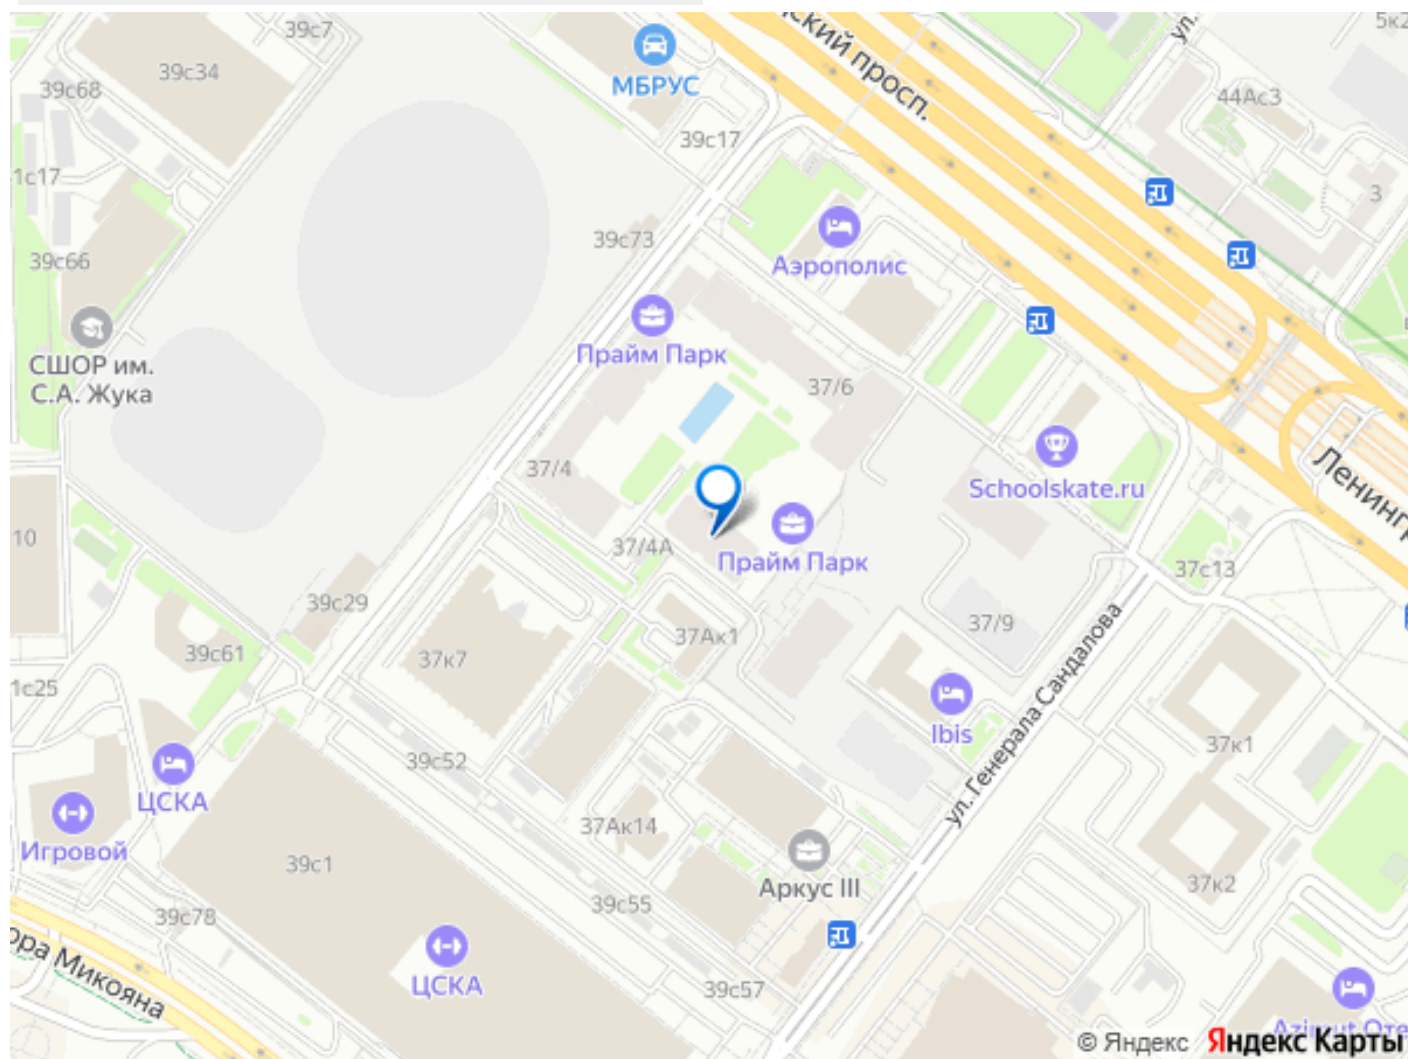 39с7
5к2
39с34
ский просп.
ул.
МБРУС
39с68
44Ас3
39с17
1с17
3
39с73
39с66
Аэрополис
СШОР им.
С.А. Жука
Прайм Парк
37/6
Ленингр
37/4
Schoolskate.ru
10
37/4А
Прайм Парк
37с13
39с29
37/9
37Ак1
39с61
37к7
1с25
ул. Генерала Сандалова
Ibis
37к1
39с52
ЦСКА
37Ак14
Игровой
39с1
Аркус III
37к2
39с55
39с78
ора Микояна
ЦСКА
39с57
Azimut Оте
© Яндекс Яндекс Карты